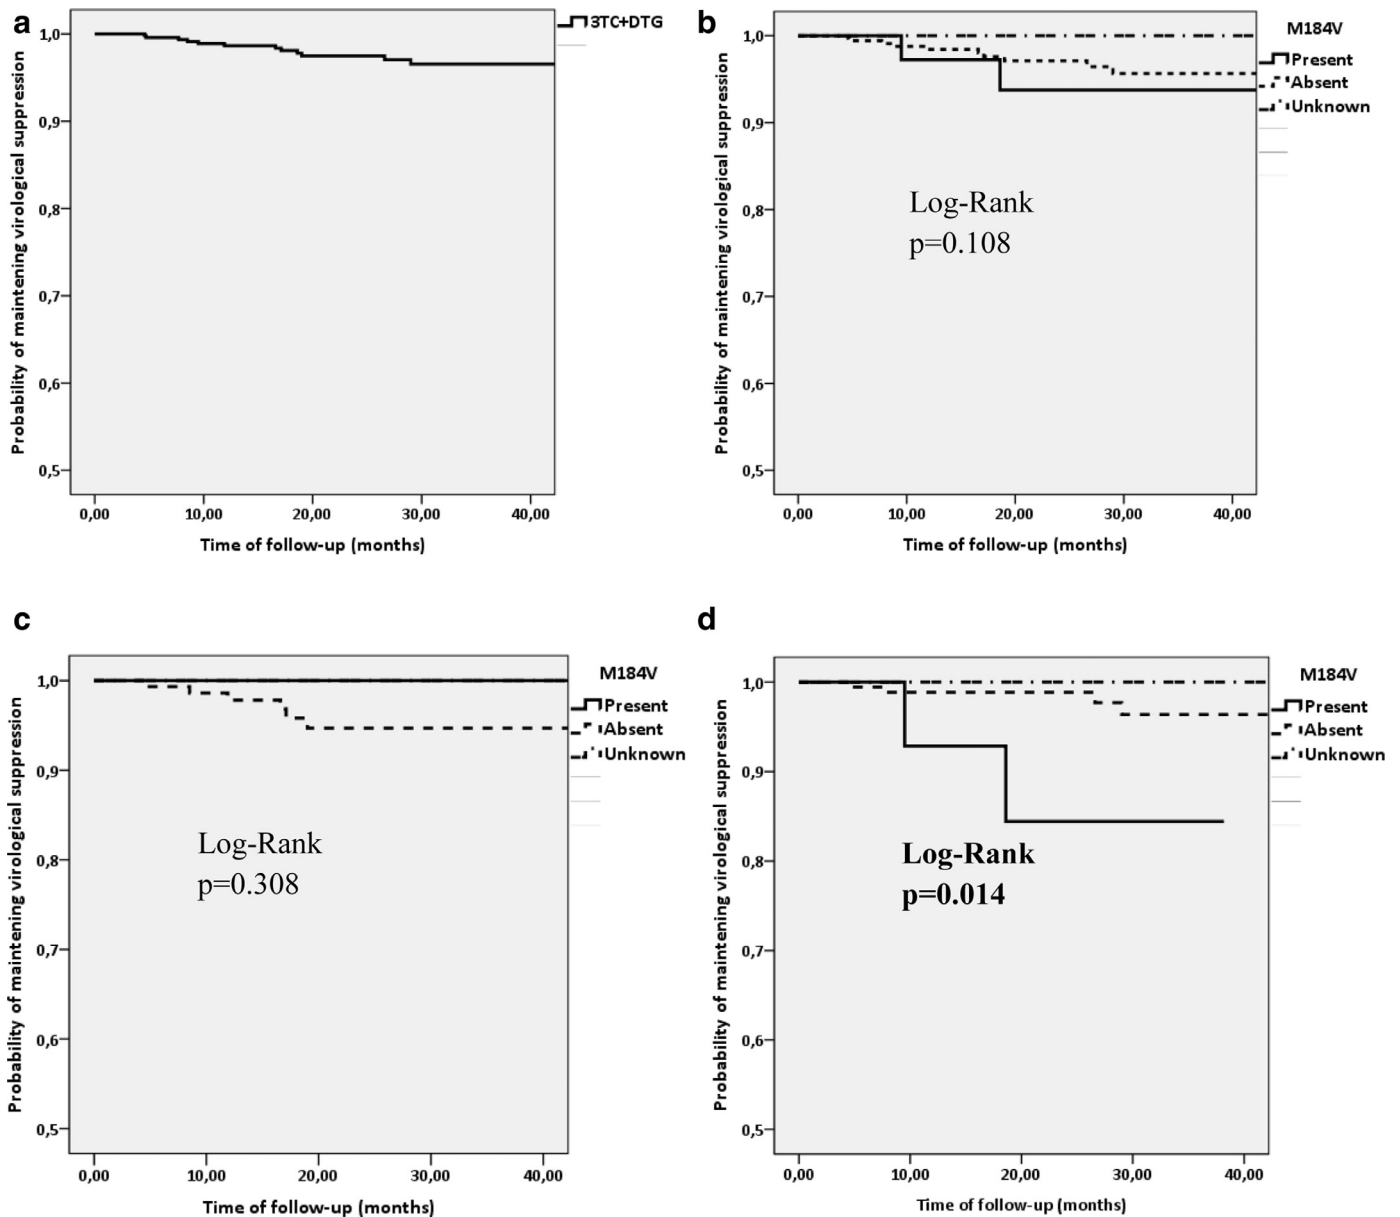 a
3TC+DTG
Probability of maintening virological suppression
1,0
0,9
0,8
0,7
0,6
0,5
0,00 10,00 20,00 30,00 40,00
Time of follow-up (months)
b
M184V
Present
Absent
Unknown
Probability of maintening virological suppression
1,0
0,9
0,8
0,7
0,6
0,5
Log-Rank
p=0.108
0,00 10,00 20,00 30,00 40,00
Time of follow-up (months)
c
M184V
Present
Absent
Unknown
Probability of maintening virological suppression
1,0
0,9
0,8
0,7
0,6
0,5
Log-Rank
p=0.308
0,00 10,00 20,00 30,00 40,00
Time of follow-up (months)
d
M184V
Present
Absent
Unknown
Probability of maintening virological suppression
1,0
0,9
0,8
0,7
0,6
0,5
Log-Rank
p=0.014
0,00 10,00 20,00 30,00 40,00
Time of follow-up (months)